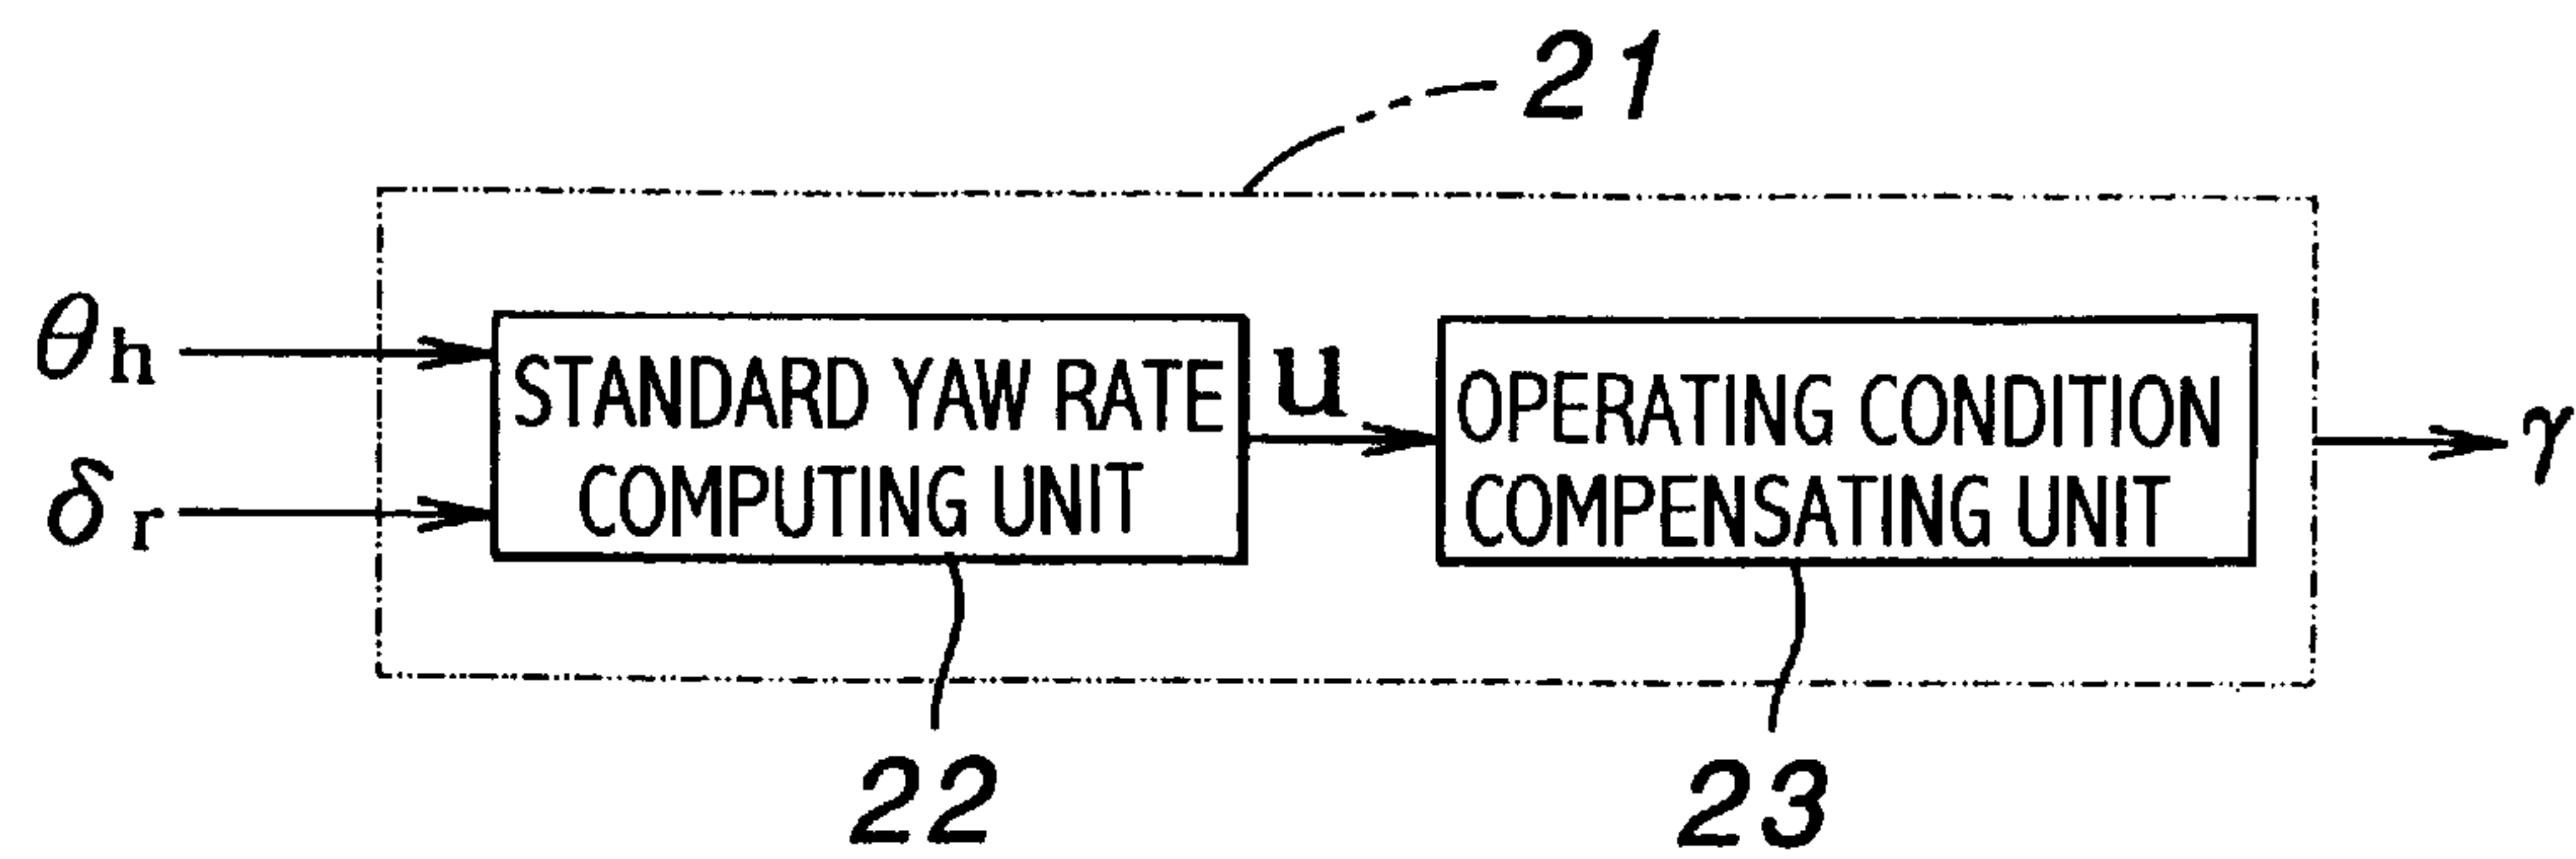 21
θh
δr
STANDARD YAW RATE
COMPUTING UNIT
u
OPERATING CONDITION
COMPENSATING UNIT
γ
22
23